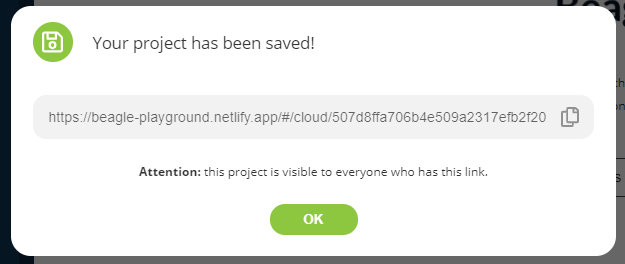 Your project has been saved!
https://beagle-playground.netlify.app/#/cloud/507d8ffa706b4e509a2317efb2f20
Attention: this project is visible to everyone who has this link.
OK